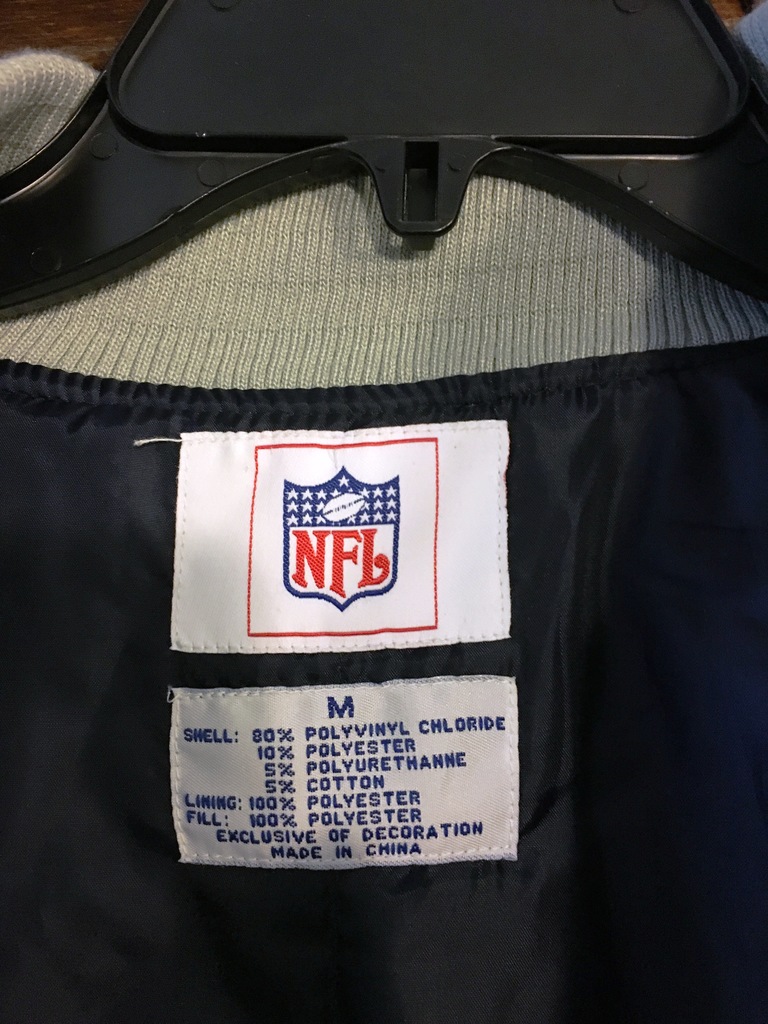 NFL
M
SHELL: 80% POLYVINYL CHLORIDE
10% POLYESTER
5% POLYURETHANNE
5% COTTON
LINING: 100% POLYESTER
FILL: 100% POLYESTER
EXCLUSIVE OF DECORATION
MADE IN CHINA